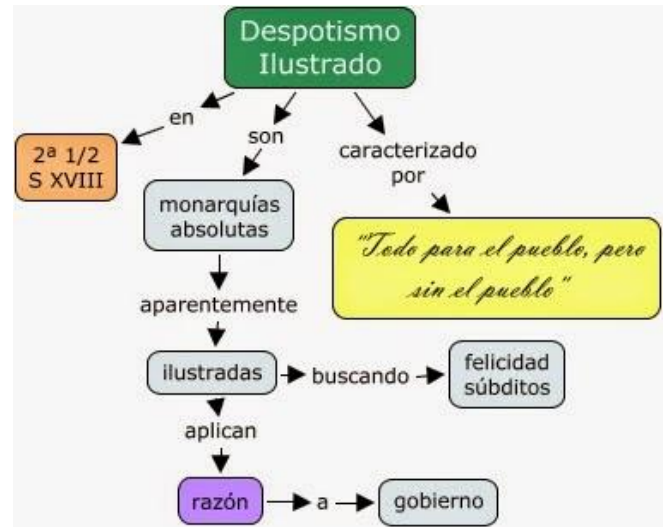 Despotismo
Ilustrado
en
son
caracterizado
por
2ª 1/2
S XVIII
monarquías
absolutas
"Todo para el pueblo, pero
sin el pueblo"
aparentemente
ilustradas
buscando
felicidad
súbditos
aplican
razón
a
gobierno